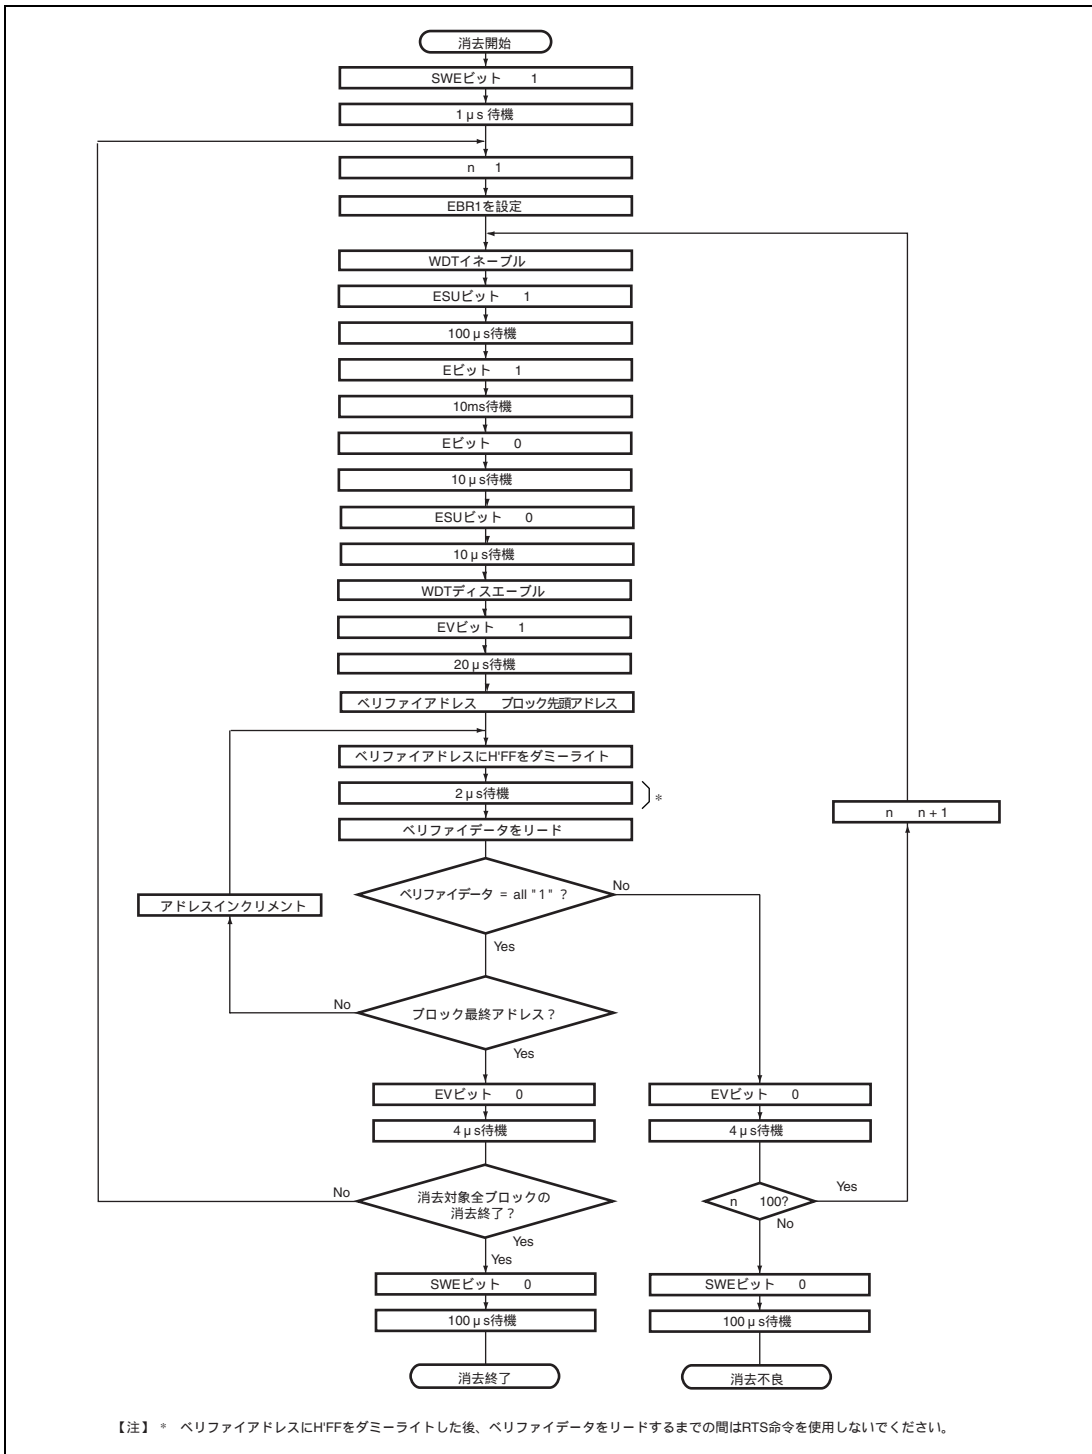 消去開始
SWEビット 1
1μs 待機
n 1
EBR1を設定
WDTイネーブル
ESUビット 1
100μs待機
Eビット 1
10ms待機
Eビット 0
10μs待機
ESUビット 0
10μs待機
WDTディスエーブル
EVビット 1
20μs待機
ベリファイアドレス ブロック先頭アドレス
ベリファイアドレスにH'FFをダミーライト
2μs待機
*
n n + 1
ベリファイデータをリード
ベリファイデータ = all "1" ?
No
アドレスインクリメント
Yes
No
ブロック最終アドレス？
Yes
EVビット 0
EVビット 0
4μs待機
4μs待機
No
消去対象全ブロックの
消去終了？
n 100?
Yes
No
Yes
Yes
SWEビット 0
SWEビット 0
100μs待機
100μs待機
消去終了
消去不良
【注】 * ベリファイアドレスにH'FFをダミーライトした後、ベリファイデータをリードするまでの間はRTS命令を使用しないでください。